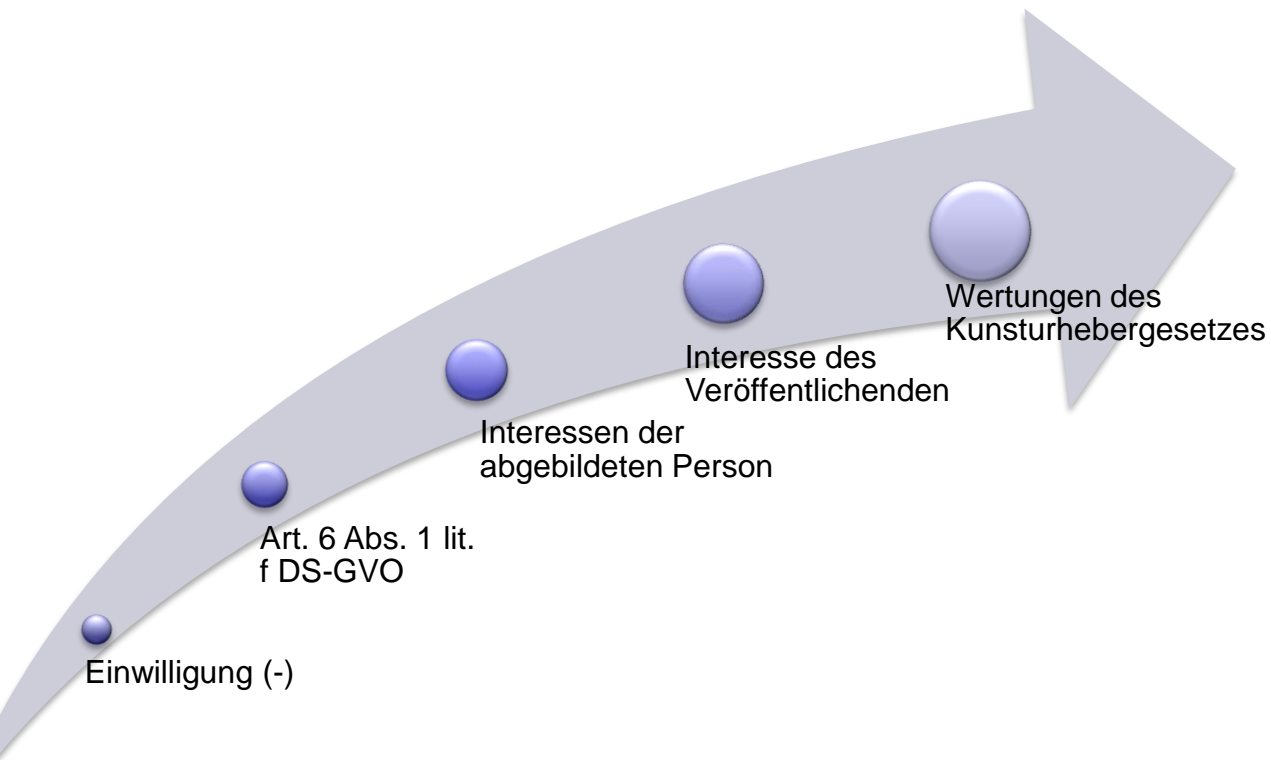 Einwilligung (-)
Art. 6 Abs. 1 lit.
f DS-GVO
Interessen der
abgebildeten Person
Interesse des
Veröffentlichenden
Wertungen des
Kunsturhebergesetzes